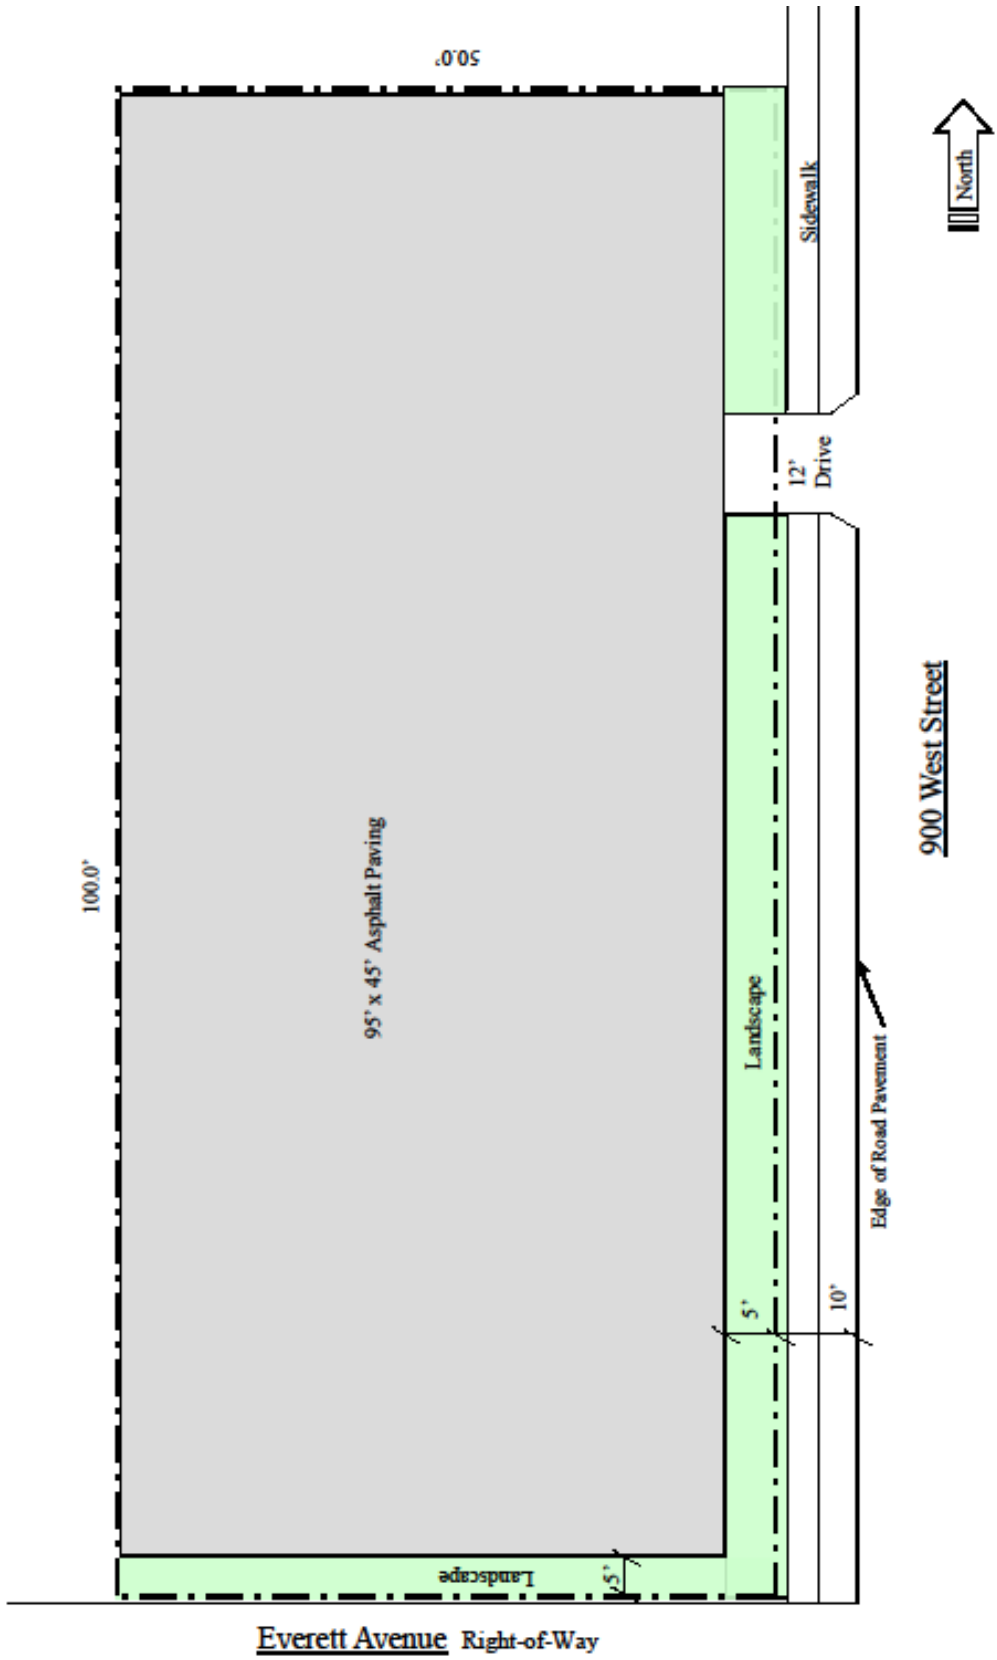 50.0'
North
Sidewalk
12'
Drive
900 West Street
100.0'
95' x 45' Asphalt Paving
Landscape
Edge of Road Pavement
5'
10'
Landscape
5'
Everett Avenue Right-of-Way